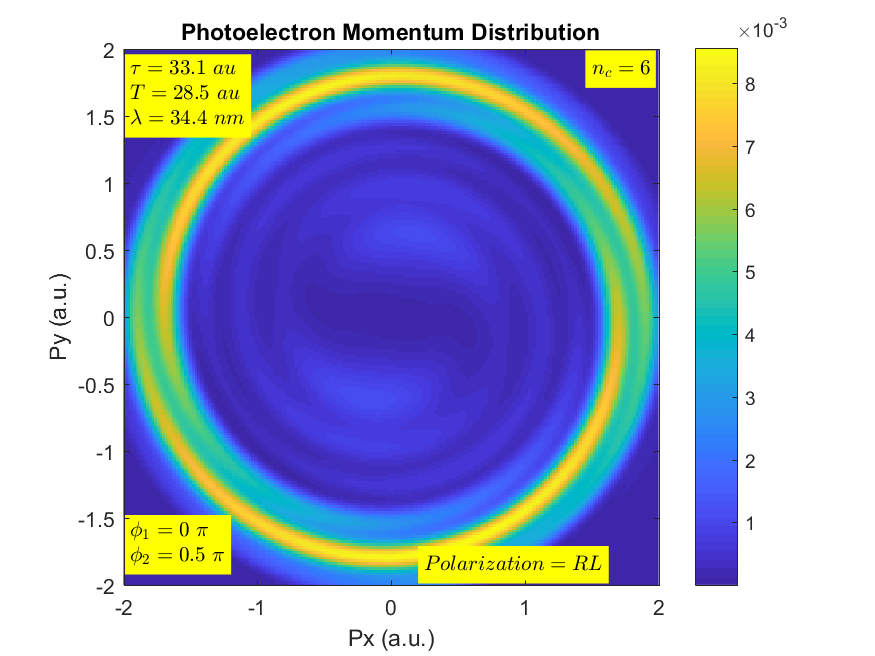 Photoelectron Momentum Distribution
×10⁻³
τ = 33.1 au
T = 28.5 au
λ = 34.4 nm
n_c = 6
ϕ₁ = 0 π
ϕ₂ = 0.5 π
Polarization = RL
2
1.5
1
0.5
0
-0.5
-1
-1.5
-2
Py (a.u.)
-2 -1 0 1 2
Px (a.u.)
8
7
6
5
4
3
2
1